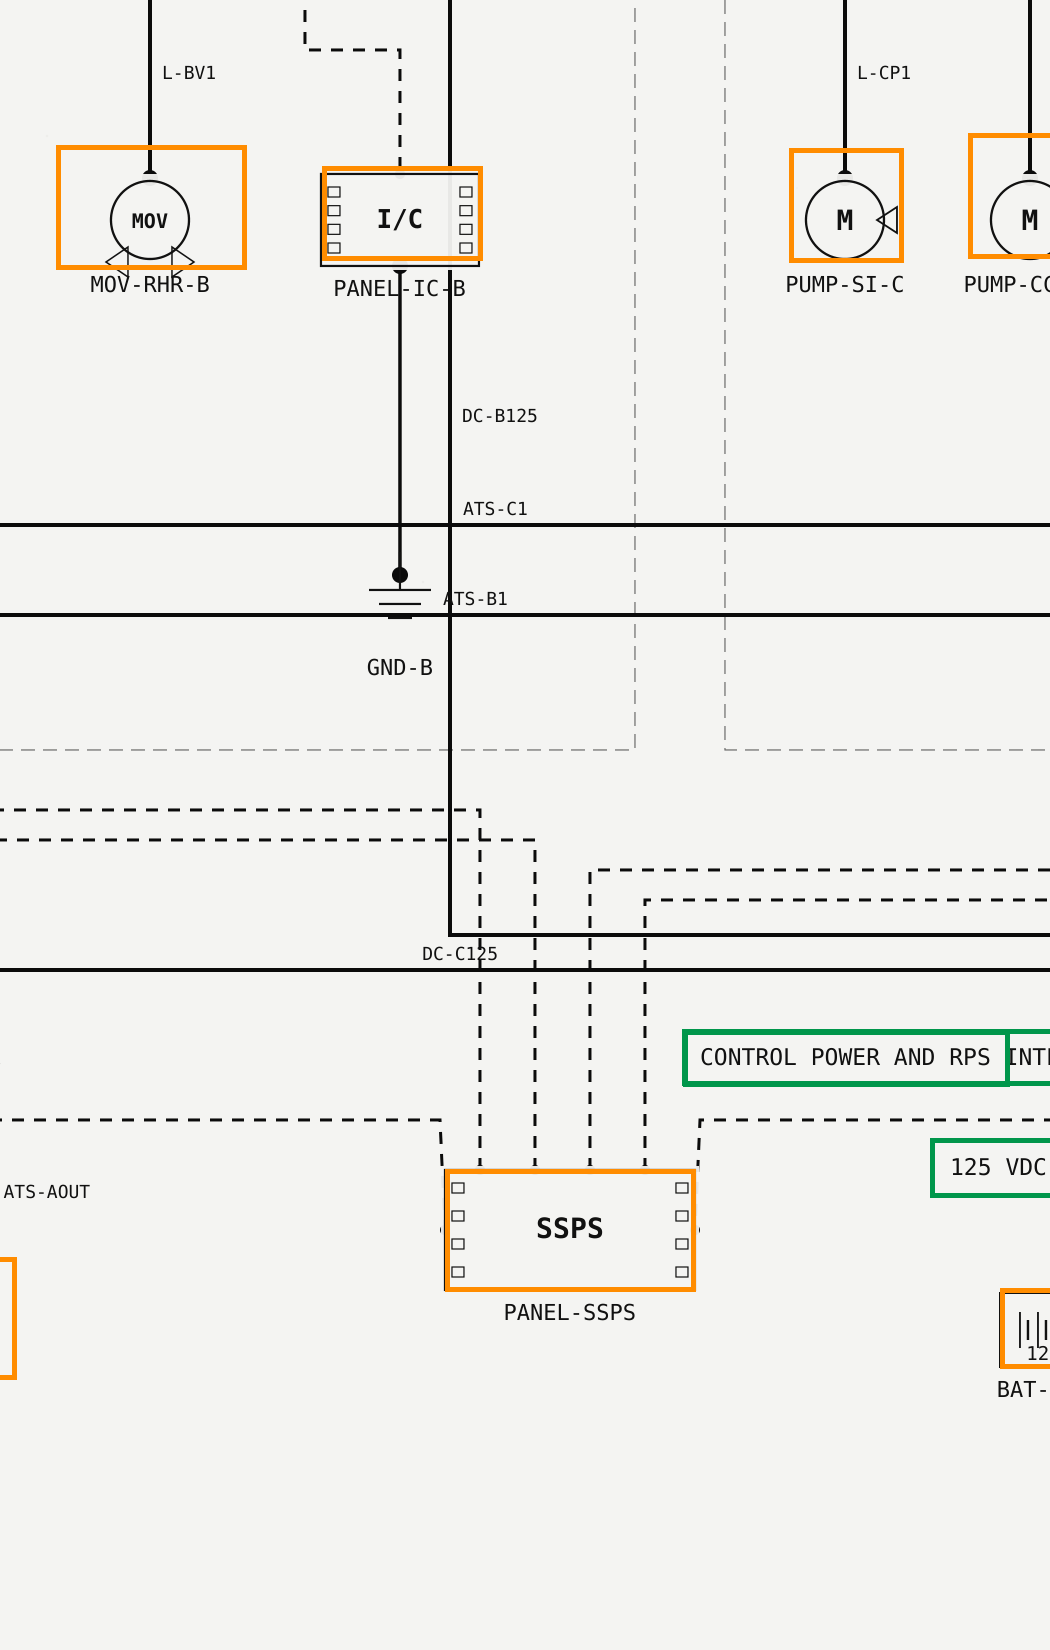 L-BV1
L-CP1
MOV
I/C
M
M
MOV-RHR-B
PANEL-IC-B
PUMP-SI-C
DC-B125
ATS-C1
ATS-B1
GND-B
DC-C125
CONTROL POWER AND RPS
125 VDC
ATS-AOUT
SSPS
PANEL-SSPS